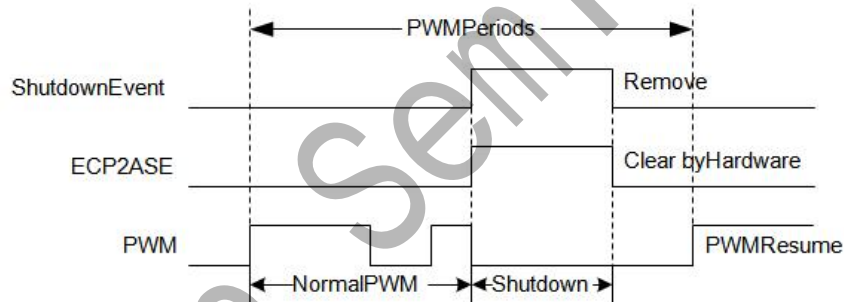 PWMPeriods
ShutdownEvent
Remove
ECP2ASE
Clear byHardware
PWM
PWMResume
NormalPWM
Shutdown